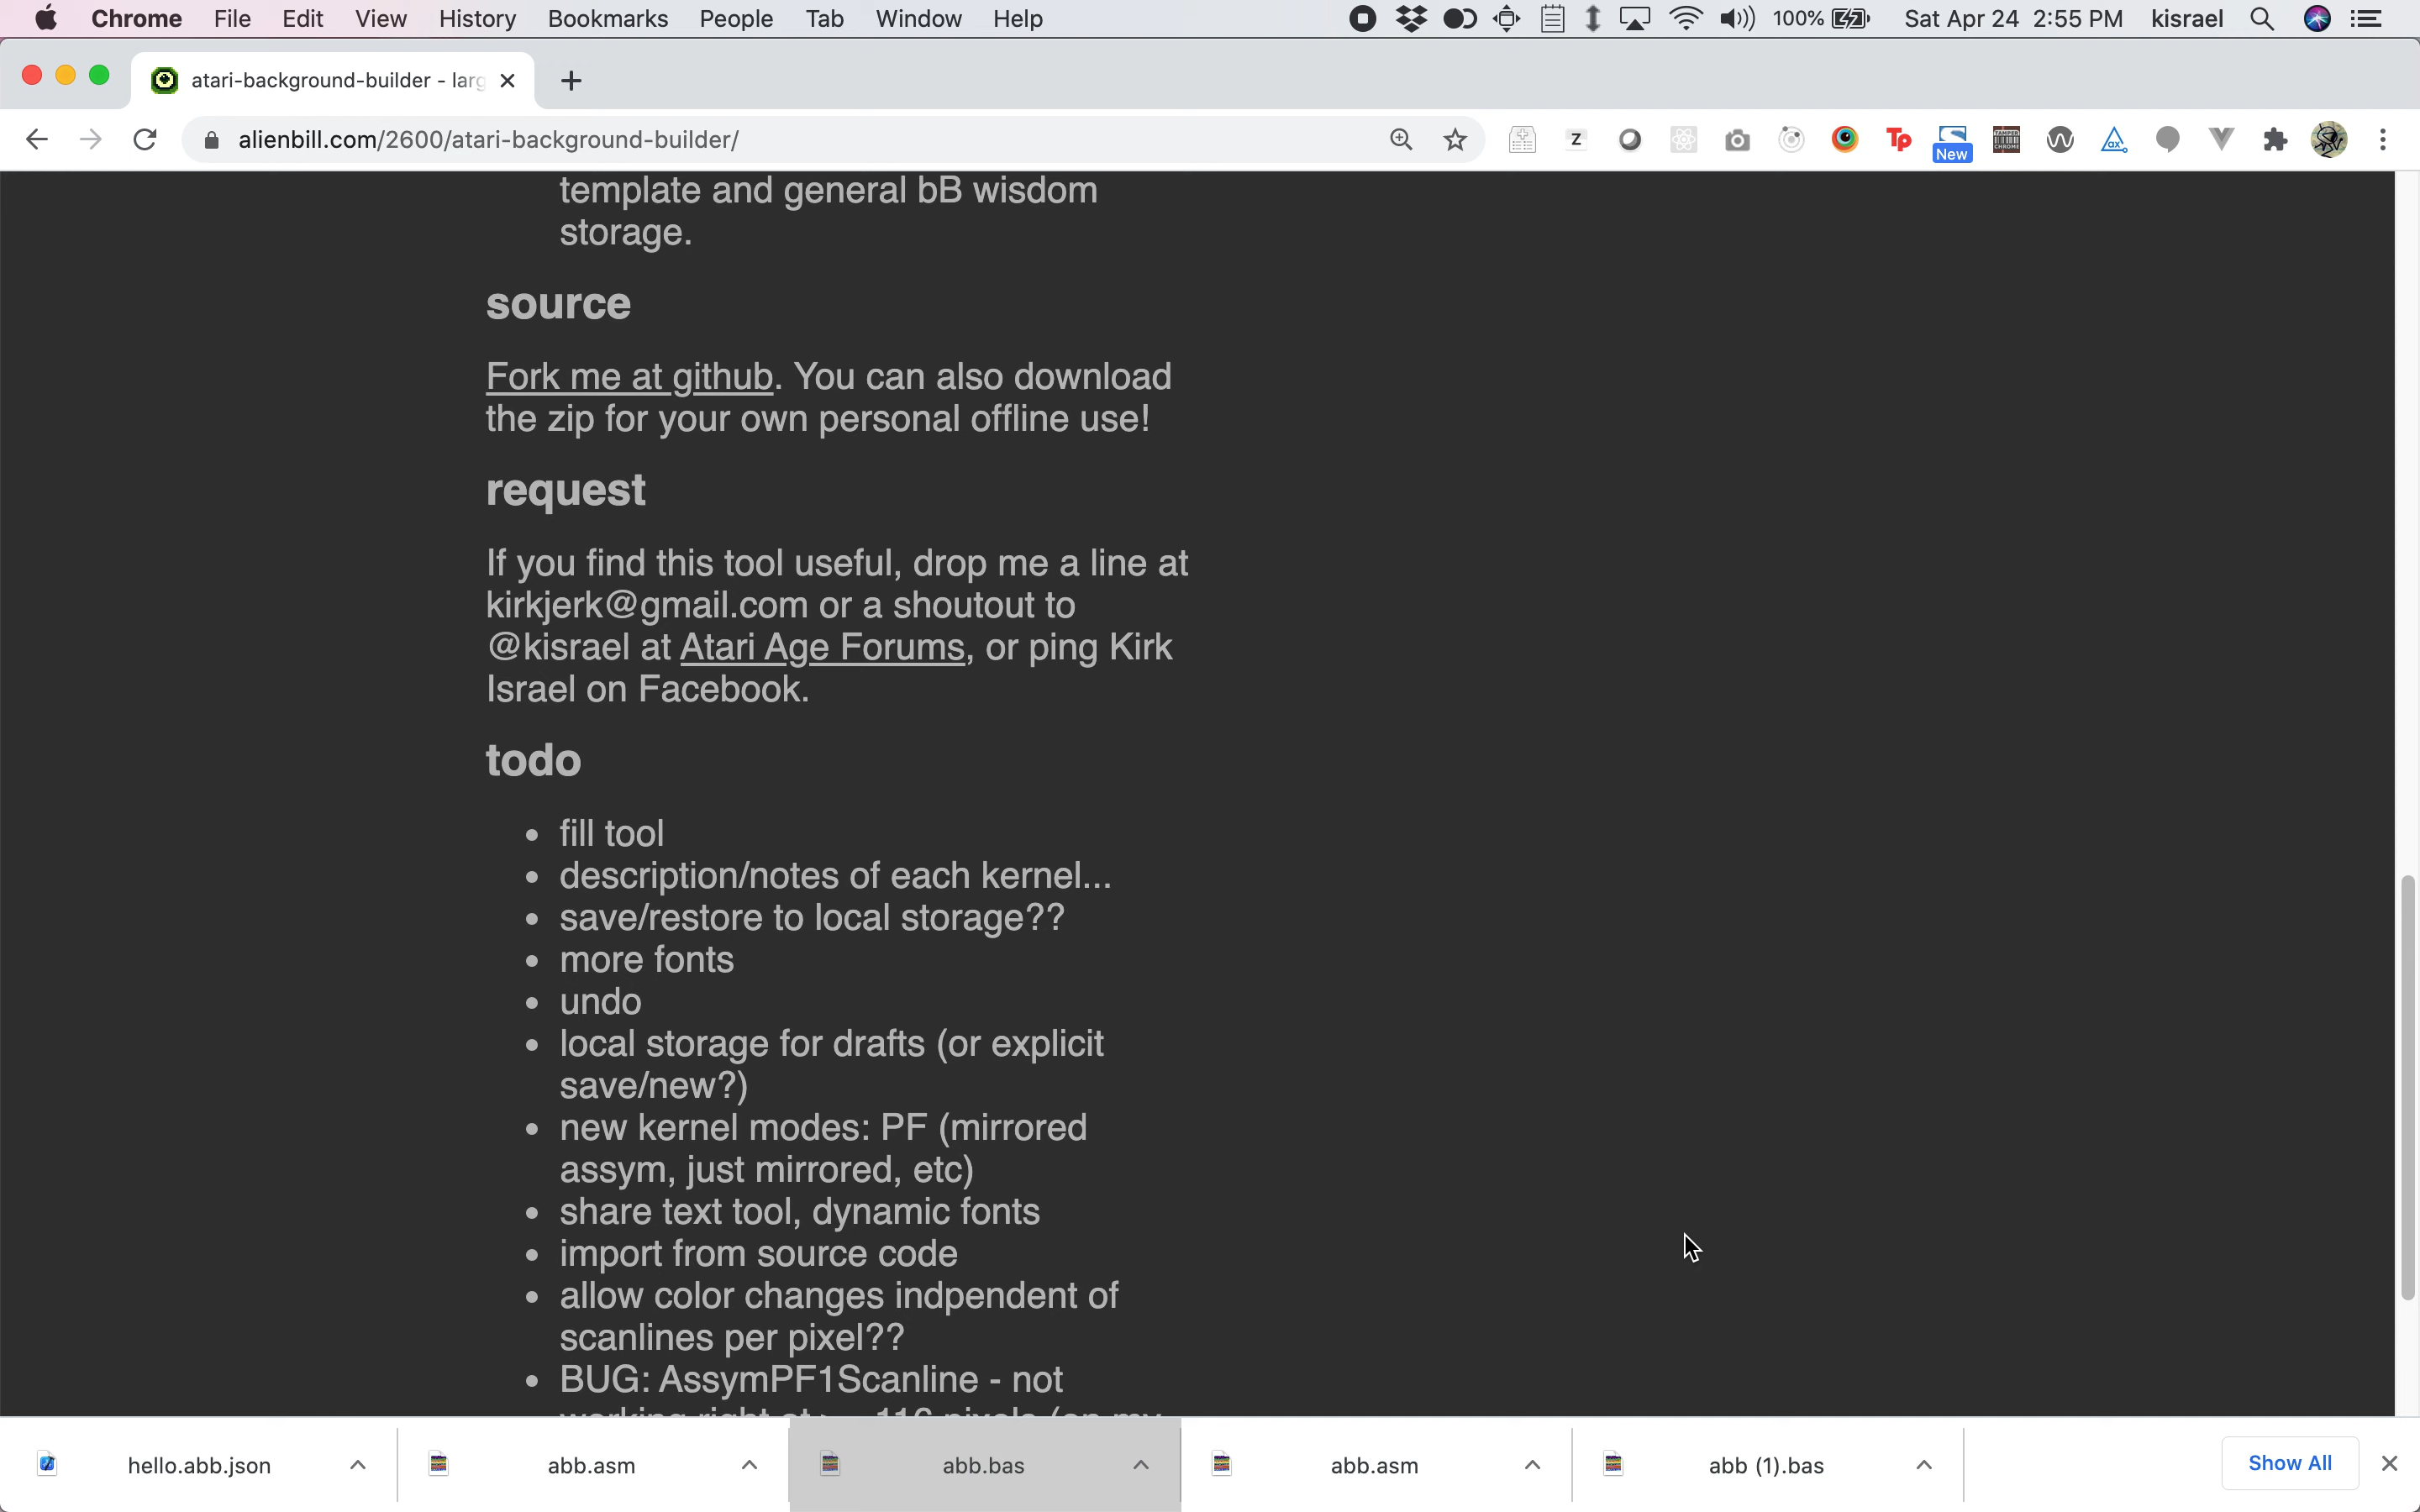 Chrome File Edit View History Bookmarks People Tab Window Help 100% Sat Apr 24 2:55 PM kisrael
atari-background-builder - larg
alienbill.com/2600/atari-background-builder/
Z
Tp
New
TAMPER CHROME
ax
template and general bB wisdom
storage.
source
Fork me at github. You can also download
the zip for your own personal offline use!
request
If you find this tool useful, drop me a line at
kirkjerk@gmail.com or a shoutout to
@kisrael at Atari Age Forums, or ping Kirk
Israel on Facebook.
todo
• fill tool
• description/notes of each kernel...
• save/restore to local storage??
• more fonts
• undo
• local storage for drafts (or explicit
save/new?)
• new kernel modes: PF (mirrored
assym, just mirrored, etc)
• share text tool, dynamic fonts
• import from source code
• allow color changes indpendent of
scanlines per pixel??
• BUG: AssymPF1Scanline - not
hello.abb.json abb.asm abb.bas abb.asm abb (1).bas Show All